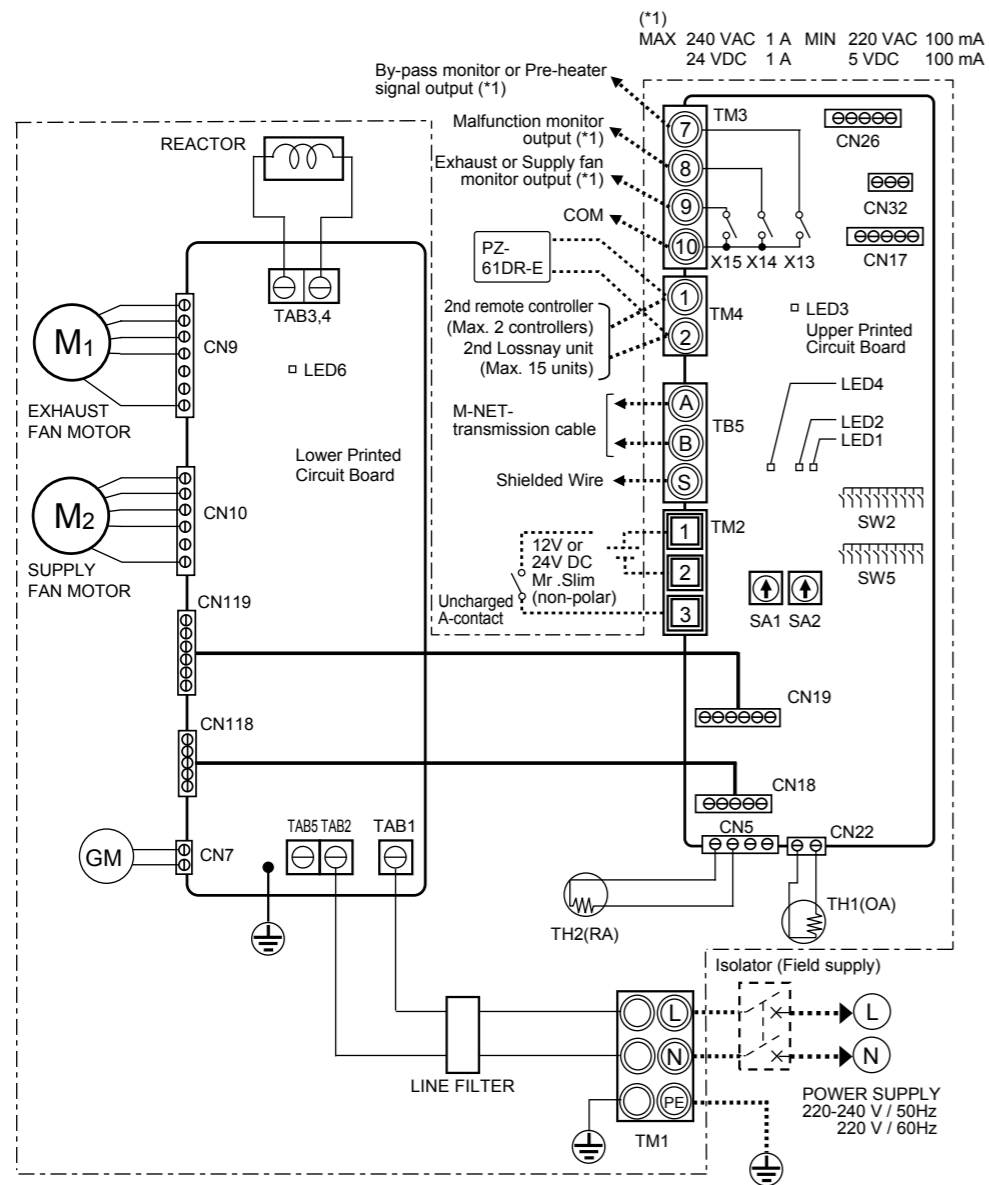 (*1)
MAX 240 VAC 1 A MIN 220 VAC 100 mA
24 VDC 1 A 5 VDC 100 mA
By-pass monitor or Pre-heater
signal output (*1)
Malfunction monitor
output (*1)
Exhaust or Supply fan
monitor output (*1)
COM
7
8
9
10
TM3
X15 X14 X13
CN26
CN32
CN17
REACTOR
TAB3,4
PZ-
61DR-E
1
2
TM4
2nd remote controller
(Max. 2 controllers)
2nd Lossnay unit
(Max. 15 units)
LED3
Upper Printed
Circuit Board
LED4
LED2
LED1
M1
EXHAUST
FAN MOTOR
CN9
LED6
Lower Printed
Circuit Board
M-NET-
transmission cable
Shielded Wire
A
B
S
TB5
M2
SUPPLY
FAN MOTOR
CN10
SW2
SW5
SA1 SA2
TM2
1
2
3
12V or
24V DC
Mr .Slim
(non-polar)
Uncharged
A-contact
CN119
CN19
CN118
CN18
CN5
CN22
TAB5 TAB2 TAB1
GM
CN7
TH2(RA)
TH1(OA)
Isolator (Field supply)
L
N
PE
L
N
LINE FILTER
TM1
POWER SUPPLY
220-240 V / 50Hz
220 V / 60Hz